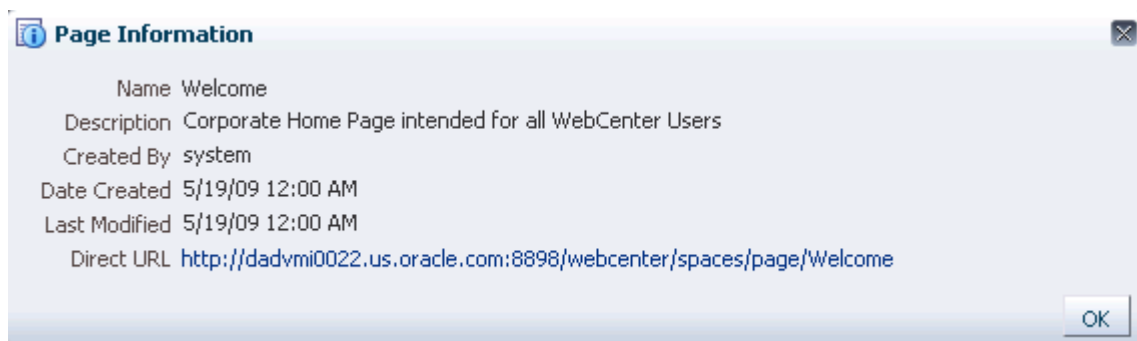 Page Information
Name Welcome
Description Corporate Home Page intended for all WebCenter Users
Created By system
Date Created 5/19/09 12:00 AM
Last Modified 5/19/09 12:00 AM
Direct URL http://dadvmi0022.us.oracle.com:8898/webcenter/spaces/page/Welcome
OK